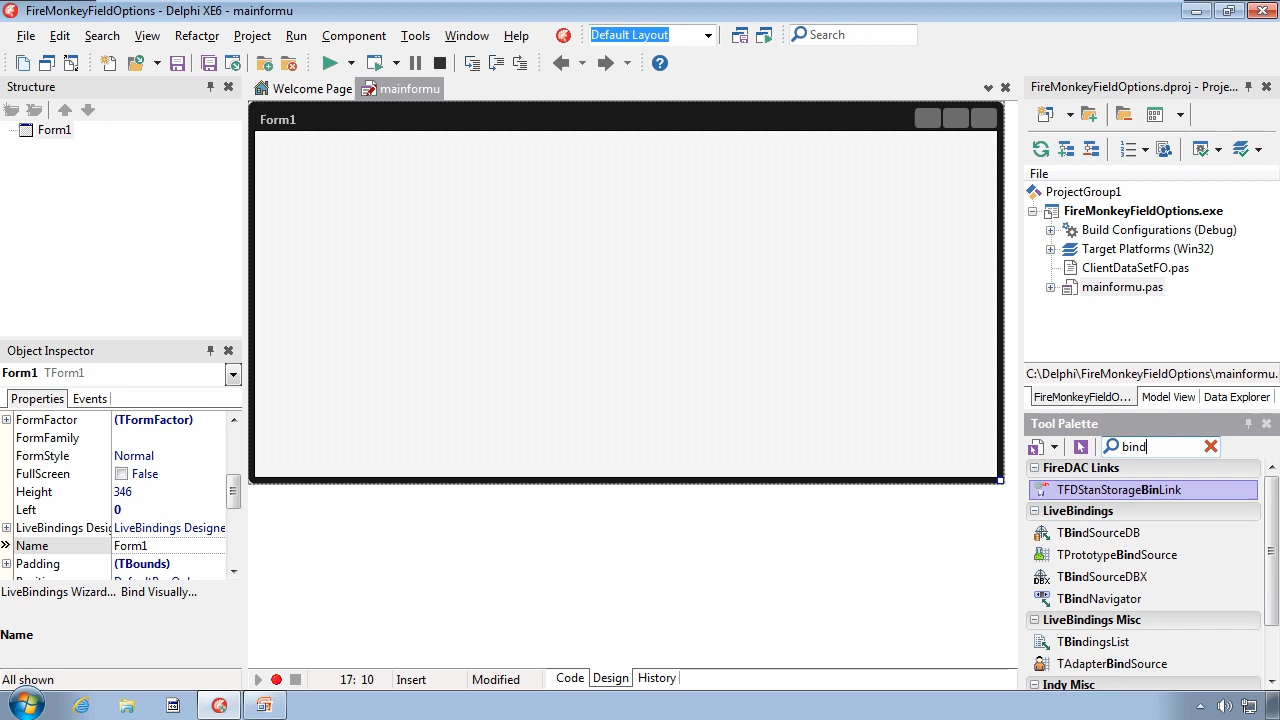 FireMonkeyFieldOptions - Delphi XE6 - mainformu
File Edit Search View Refactor Project Run Component Tools Window Help Default Layout Search
Structure
Welcome Page mainformu
FireMonkeyFieldOptions.dproj - Proje...
Form1
Form1
File
ProjectGroup1
FireMonkeyFieldOptions.exe
Build Configurations (Debug)
Target Platforms (Win32)
ClientDataSetFO.pas
mainformu.pas
Object Inspector
Form1 TForm1
C:\Delphi\FireMonkeyFieldOptions\mainformu.
Properties Events
FireMonkeyFieldO... Model View Data Explorer
FormFactor (TFormFactor)
FormFamily
FormStyle Normal
FullScreen False
Height 346
Left 0
LiveBindings Desig LiveBindings Designe
Name Form1
Padding (TBounds)
LiveBindings Wizard... Bind Visually...
Name
All shown
Tool Palette
bind
FireDAC Links
TFDStanStorageBinLink
LiveBindings
TBindSourceDB
TPrototypeBindSource
TBindSourceDBX
DBX
TBindNavigator
LiveBindings Misc
TBindingsList
TAdapterBindSource
Indy Misc
17: 10 Insert Modified Code Design History